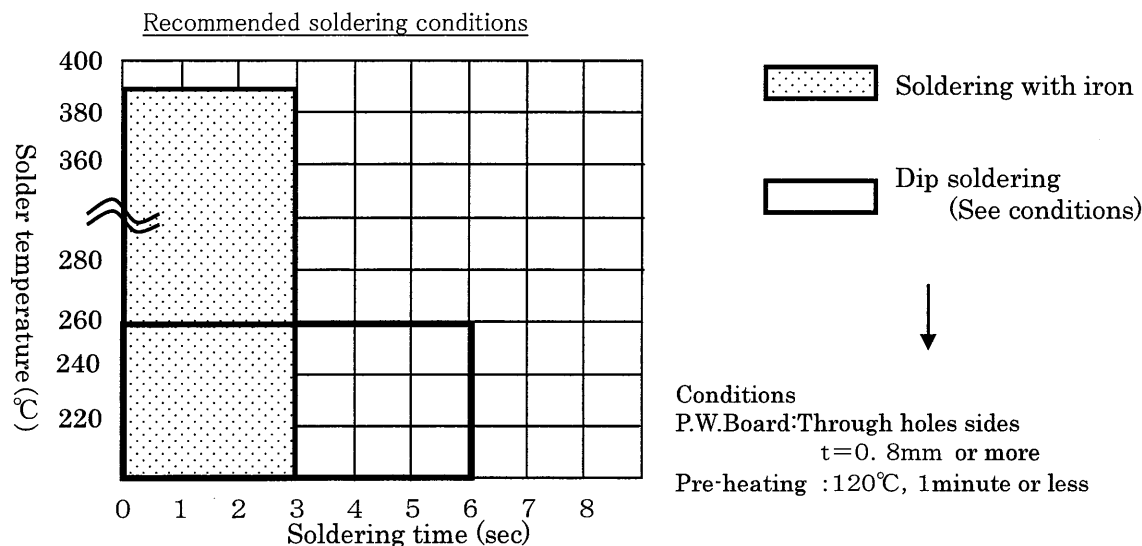 Recommended soldering conditions
Solder temperature(℃)
400
380
360
280
260
240
220
0 1 2 3 4 5 6 7 8
Soldering time (sec)
Soldering with iron
Dip soldering
(See conditions)
Conditions
P.W.Board:Through holes sides
t=0. 8mm or more
Pre-heating :120℃, 1minute or less